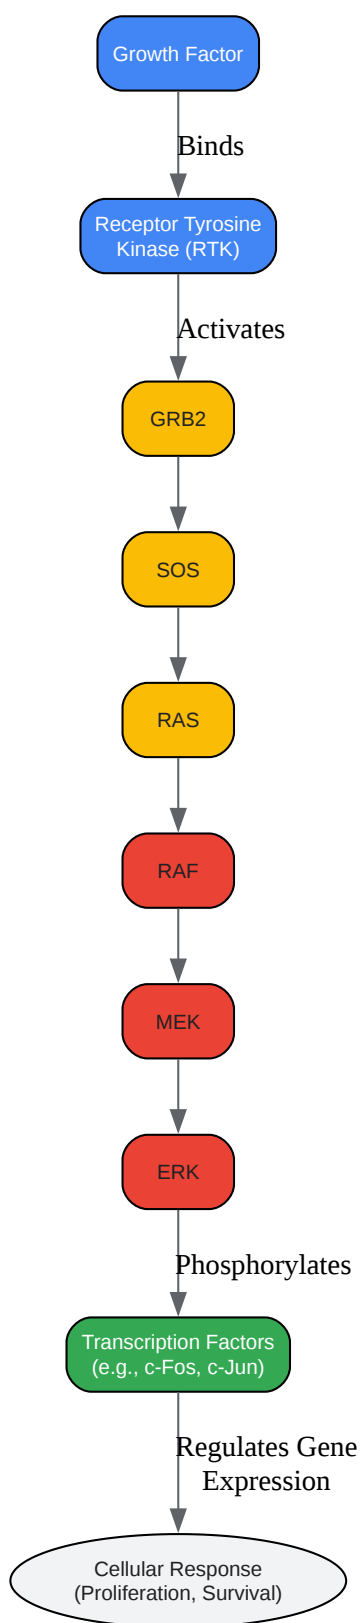 Growth Factor
Binds
Receptor Tyrosine
Kinase (RTK)
Activates
GRB2
SOS
RAS
RAF
MEK
ERK
Phosphorylates
Transcription Factors
(e.g., c-Fos, c-Jun)
Regulates Gene
Expression
Cellular Response
(Proliferation, Survival)